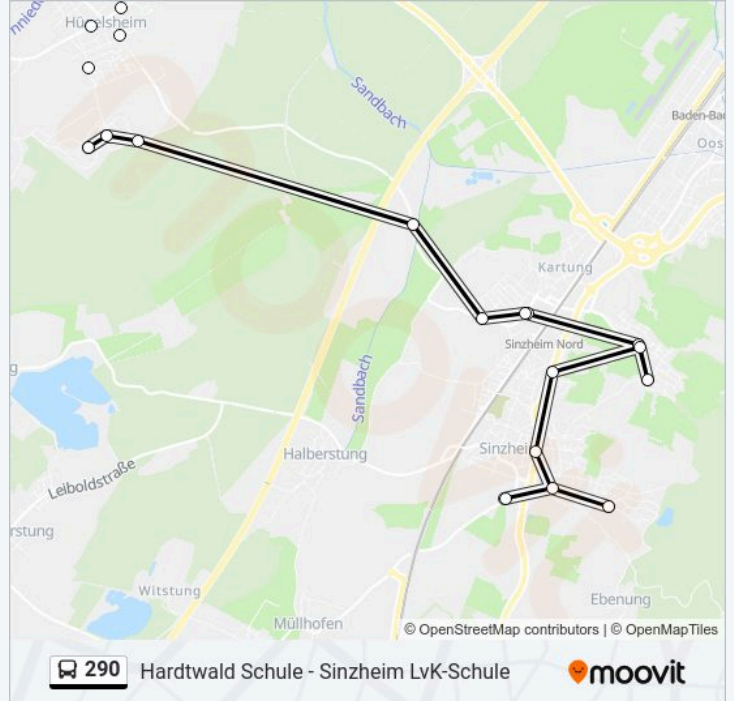 Hügelsheim
Sandbach
Baden-Bad
Oos
Kartung
Sinzheim Nord
Sandbach
Sinzhei
Halberstung
Leiboldstraße
rstung
Witstung
Ebenung
Müllhofen
© OpenStreetMap contributors | © OpenMapTiles
290 Hardtwald Schule - Sinzheim LvK-Schule
moovit